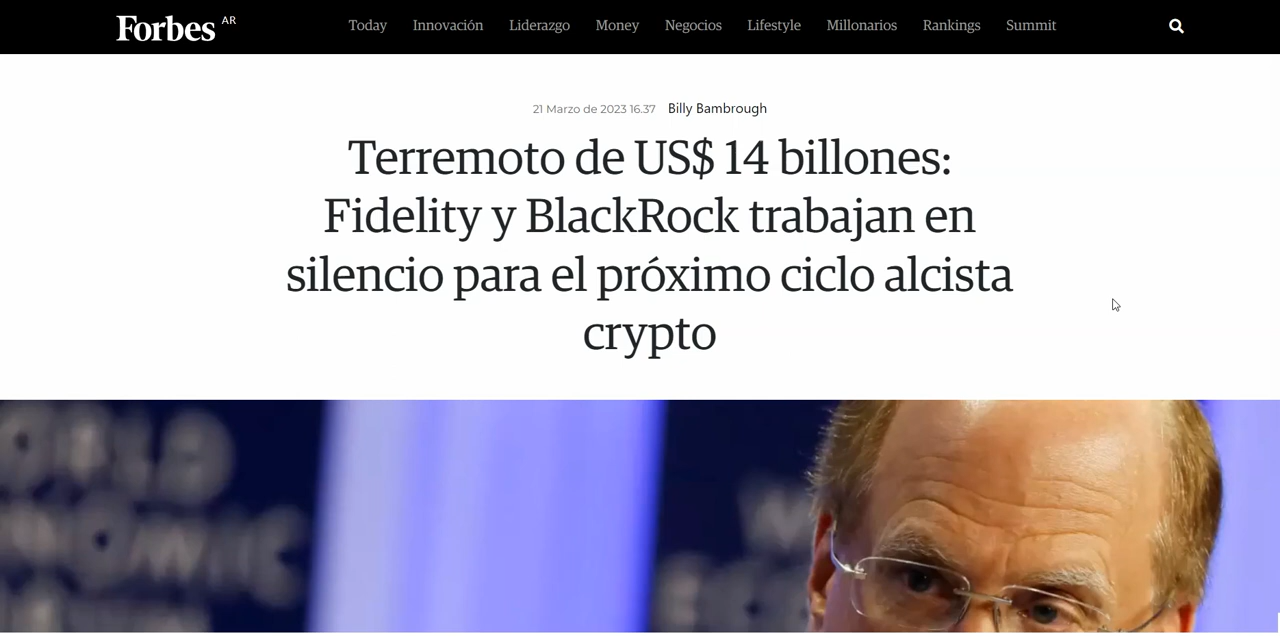 Forbes AR
Today Innovación Liderazgo Money Negocios Lifestyle Millonarios Rankings Summit
21 Marzo de 2023 16.37 Billy Bambrough
Terremoto de US$ 14 billones:
Fidelity y BlackRock trabajan en
silencio para el próximo ciclo alcista
crypto